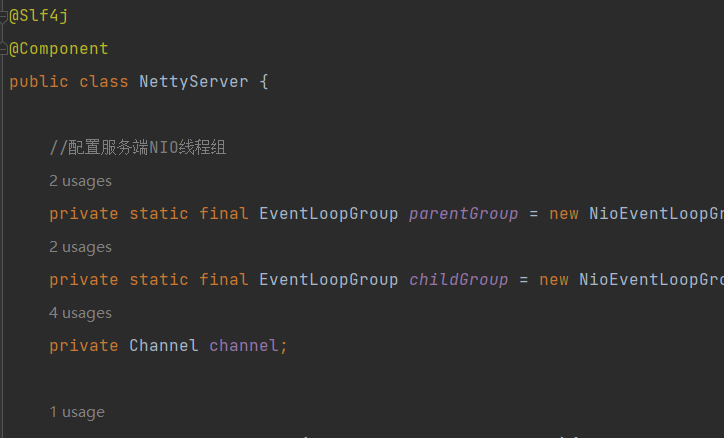 @Slf4j
@Component
public class NettyServer {
//配置服务端NIO线程组
2 usages
private static final EventLoopGroup parentGroup = new NioEventLoopGr
2 usages
private static final EventLoopGroup childGroup = new NioEventLoopGro
4 usages
private Channel channel;
1 usage